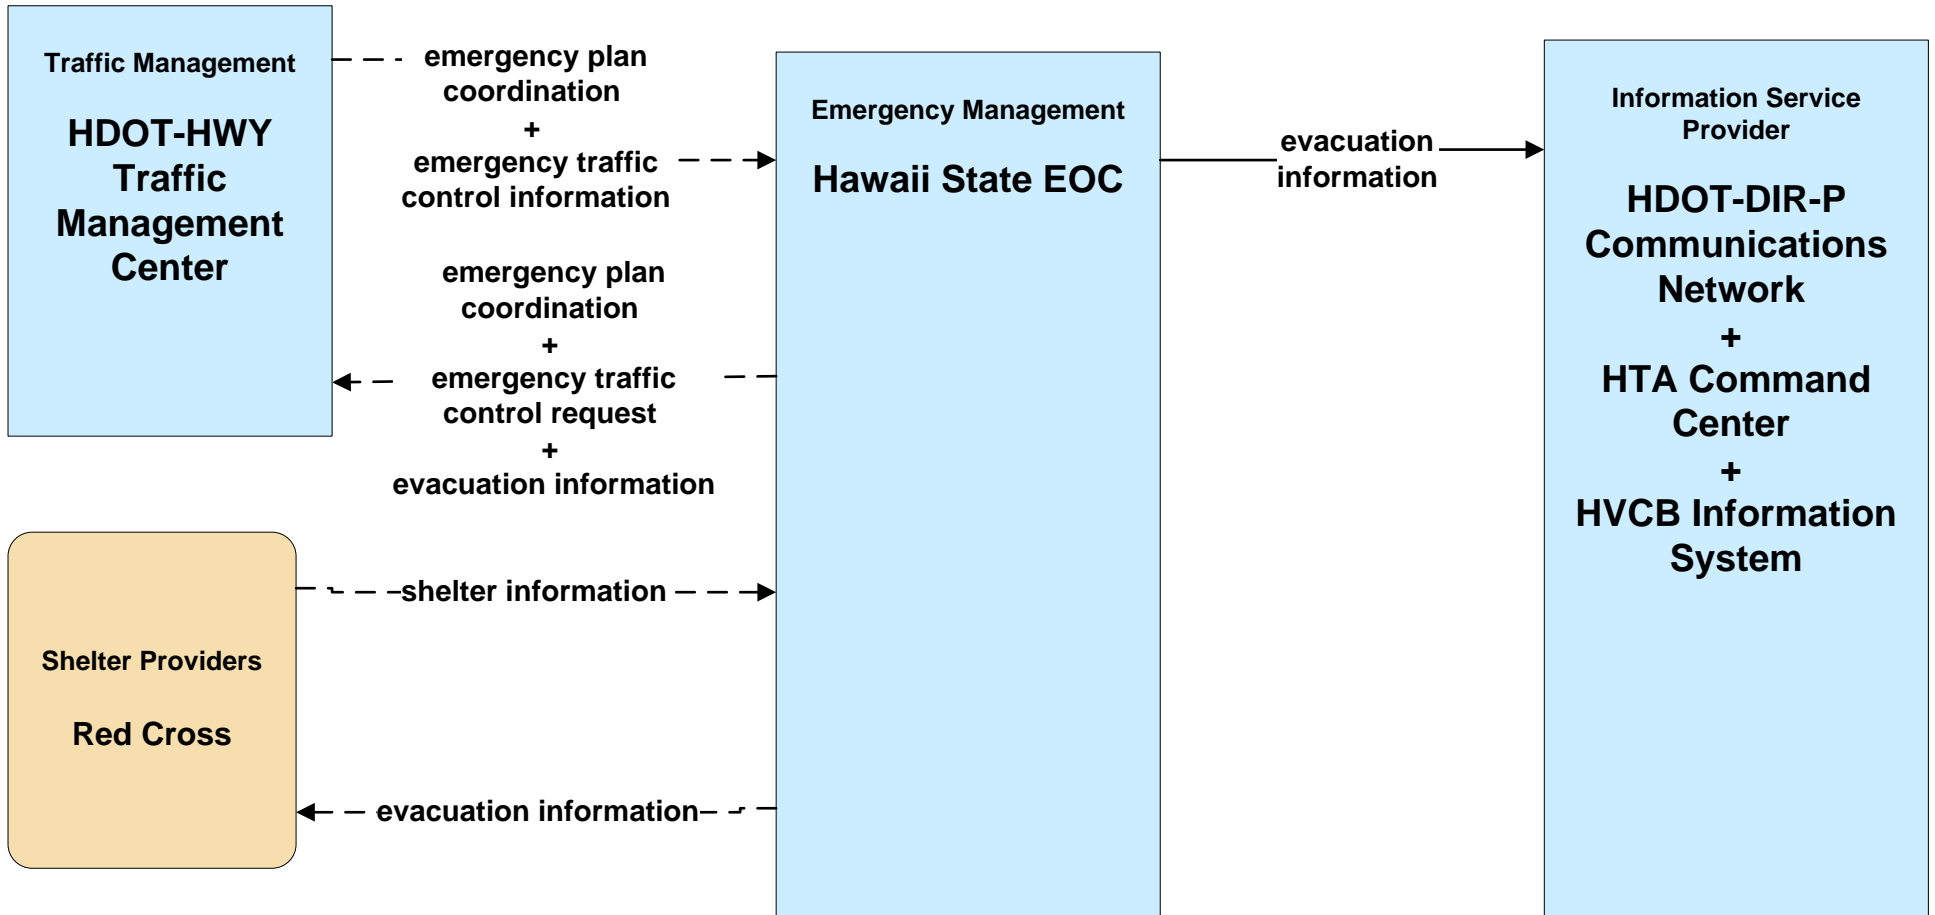 Traffic Management
HDOT-HWY
Traffic
Management
Center
emergency plan
coordination
+
emergency traffic
control information
emergency plan
coordination
+
emergency traffic
control request
+
evacuation information
Shelter Providers
Red Cross
shelter information
evacuation information
Emergency Management
Hawaii State EOC
evacuation
information
Information Service
Provider
HDOT-DIR-P
Communications
Network
+
HTA Command
Center
+
HVCB Information
System